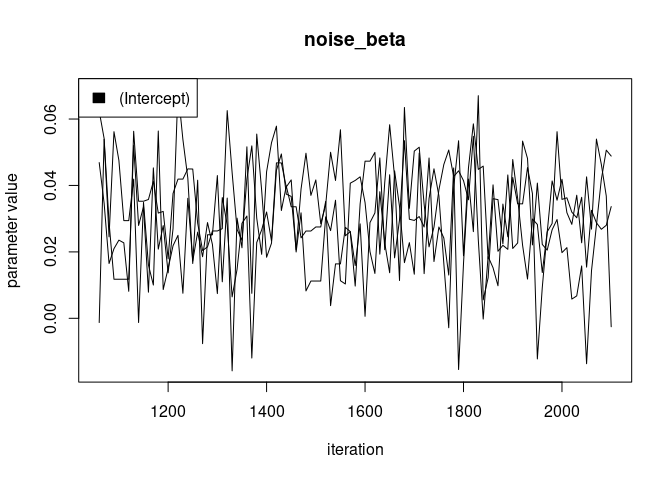 noise_beta
(Intercept)
parameter value
0.06
0.04
0.02
0.00
1200 1400 1600 1800 2000
iteration